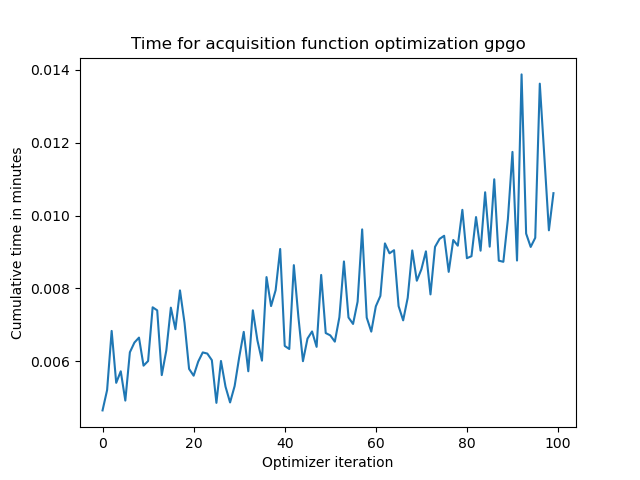 Time for acquisition function optimization gpgo
0.014
0.012
0.010
0.008
0.006
Cumulative time in minutes
0 20 40 60 80 100
Optimizer iteration